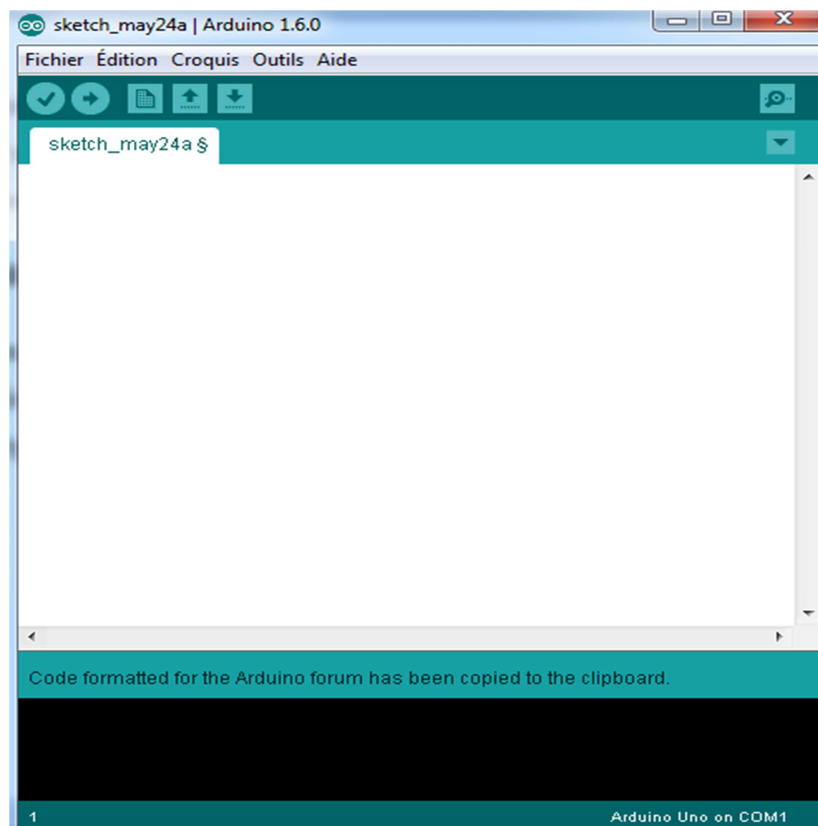 sketch_may24a | Arduino 1.6.0
Fichier Édition Croquis Outils Aide
sketch_may24a §
Code formatted for the Arduino forum has been copied to the clipboard.
1 Arduino Uno on COM1